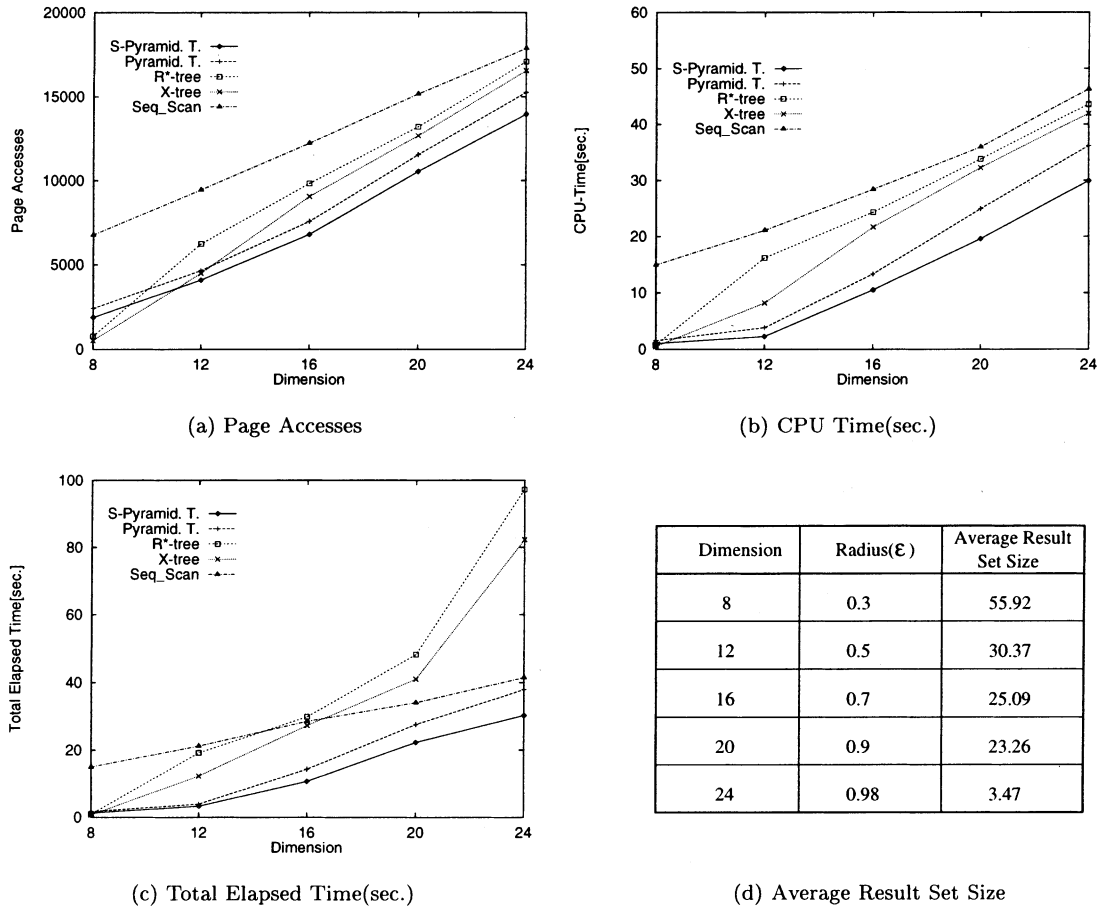 20000
15000
10000
5000
0
Page Accesses
S-Pyramid. T.
Pyramid. T.
R*-tree
X-tree
Seq_Scan
8 12 16 20 24
Dimension
(a) Page Accesses
60
50
40
30
20
10
0
CPU-Time[sec.]
S-Pyramid. T.
Pyramid. T.
R*-tree
X-tree
Seq_Scan
8 12 16 20 24
Dimension
(b) CPU Time(sec.)
100
80
60
40
20
0
Total Elapsed Time[sec.]
S-Pyramid. T.
Pyramid. T.
R*-tree
X-tree
Seq_Scan
8 12 16 20 24
Dimension
(c) Total Elapsed Time(sec.)
Dimension Radius(ε) Average Result
Set Size
8 0.3 55.92
12 0.5 30.37
16 0.7 25.09
20 0.9 23.26
24 0.98 3.47
(d) Average Result Set Size